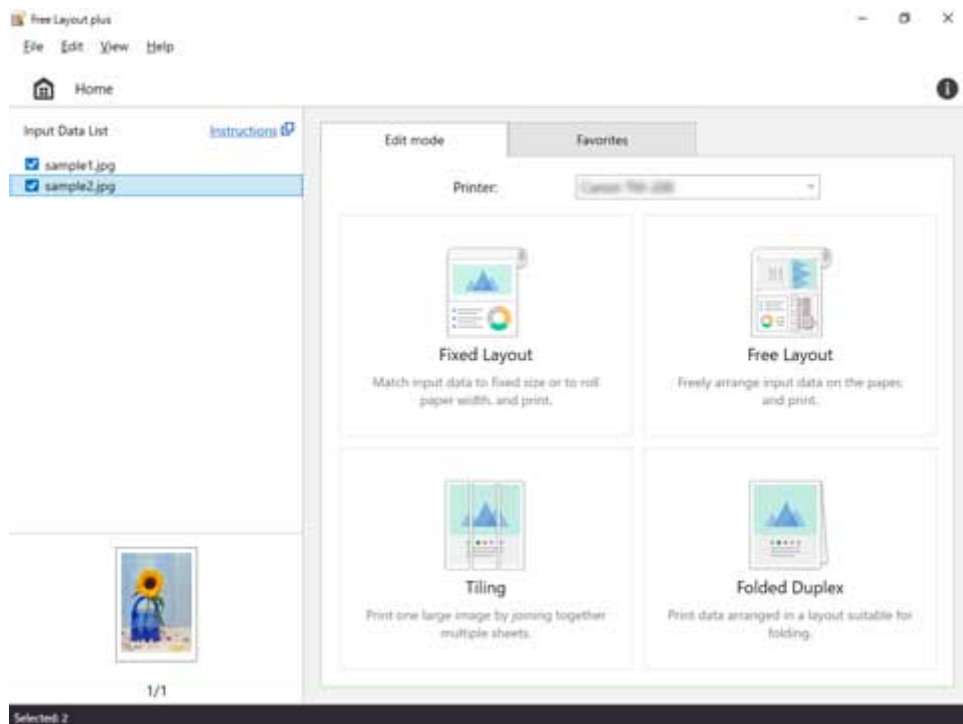 Free Layout plus
File Edit View Help
Home
Input Data List Instructions
sample1.jpg
sample2.jpg
1/1
Selected: 2
Edit mode Favorites
Printer:
Fixed Layout
Match input data to fixed size or to roll
paper width, and print.
Free Layout
Freely arrange input data on the paper,
and print.
Tiling
Print one large image by joining together
multiple sheets.
Folded Duplex
Print data arranged in a layout suitable for
folding.